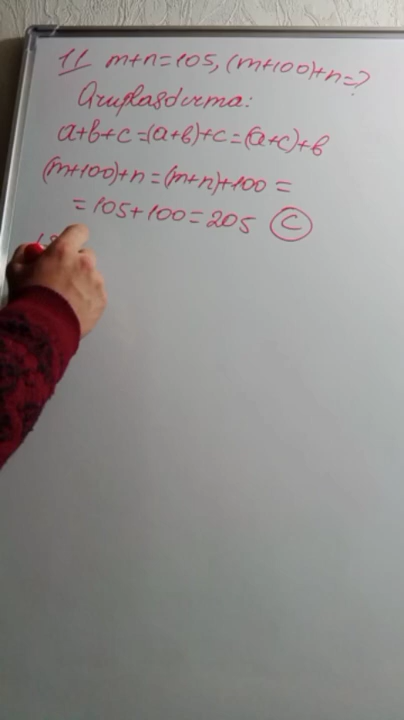 11 m+n=105, (m+100)+n=?
Qruplaşdırma:
a+b+c=(a+b)+c=(a+c)+b
(m+100)+n=(m+n)+100=
=105+100=205 C